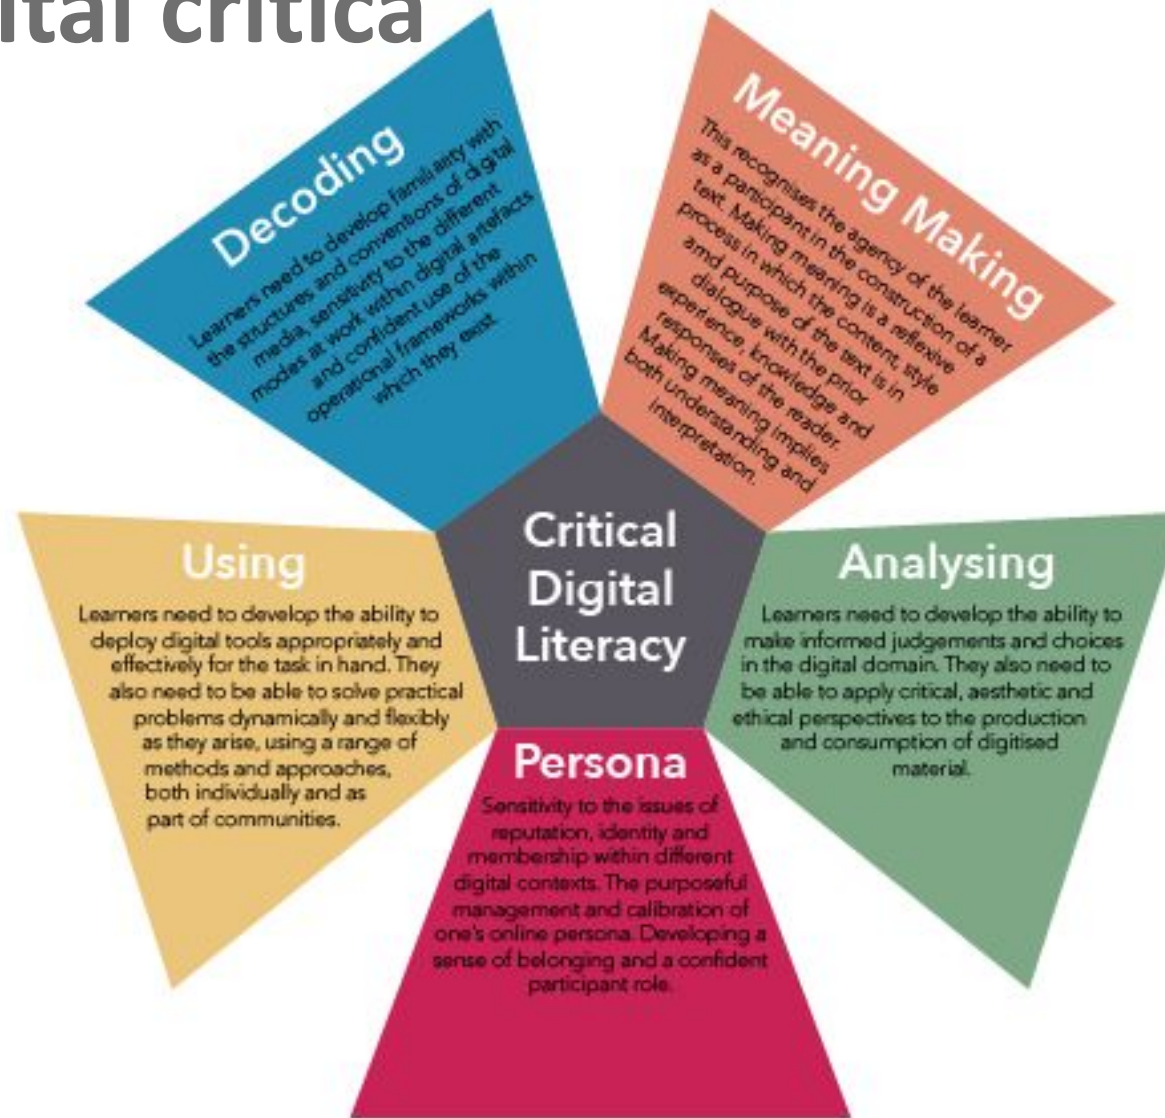 ital critica
Decoding
Learners need to develop familiarity with
the structures and conventions of digital
media, sensitivity to the different
modes at work within digital artefacts
and confident use of the
operational frameworks within
which they exist
Meaning Making
This recognises the agency of the learner
as a participant in the construction of a
text. Making meaning is a reflexive
process in which the content, style
amd purpose of the text is in
dialogue with the prior
experience, knowledge and
responses of the reader.
Making meaning implies
both understanding and
interpretation.
Critical
Digital
Literacy
Using
Learners need to develop the ability to
deploy digital tools appropriately and
effectively for the task in hand. They
also need to be able to solve practical
problems dynamically and flexibly
as they arise, using a range of
methods and approaches,
both individually and as
part of communities.
Analysing
Learners need to develop the ability to
make informed judgements and choices
in the digital domain. They also need to
be able to apply critical, aesthetic and
ethical perspectives to the production
and consumption of digitised
material.
Persona
Sensitivity to the issues of
reputation, identity and
membership within different
digital contexts. The purposeful
management and calibration of
one's online persona. Developing a
sense of belonging and a confident
participant role.